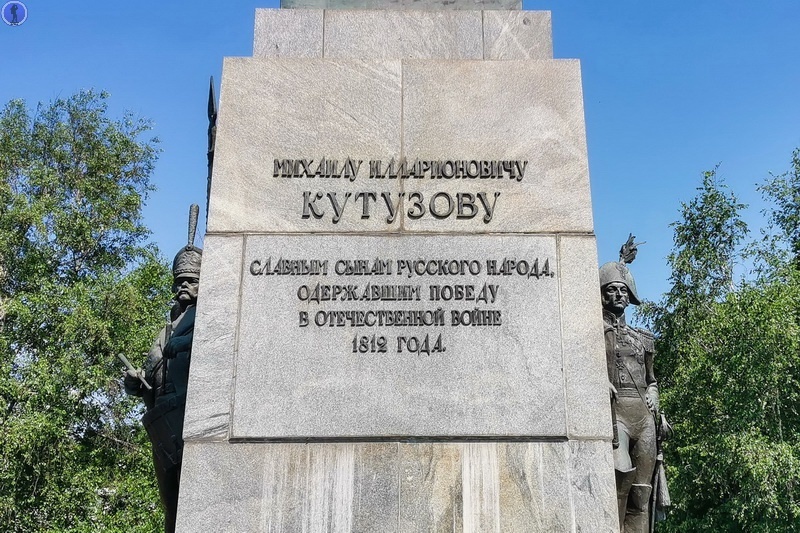 МИХАИЛУ ИЛЛАРИОНОВИЧУ
КУТУЗОВУ
СЛАВНЫМ СЫНАМ РУССКОГО НАРОДА,
ОДЕРЖАВШИМ ПОБЕДУ
В ОТЕЧЕСТВЕННОЙ ВОЙНЕ
1812 ГОДА.